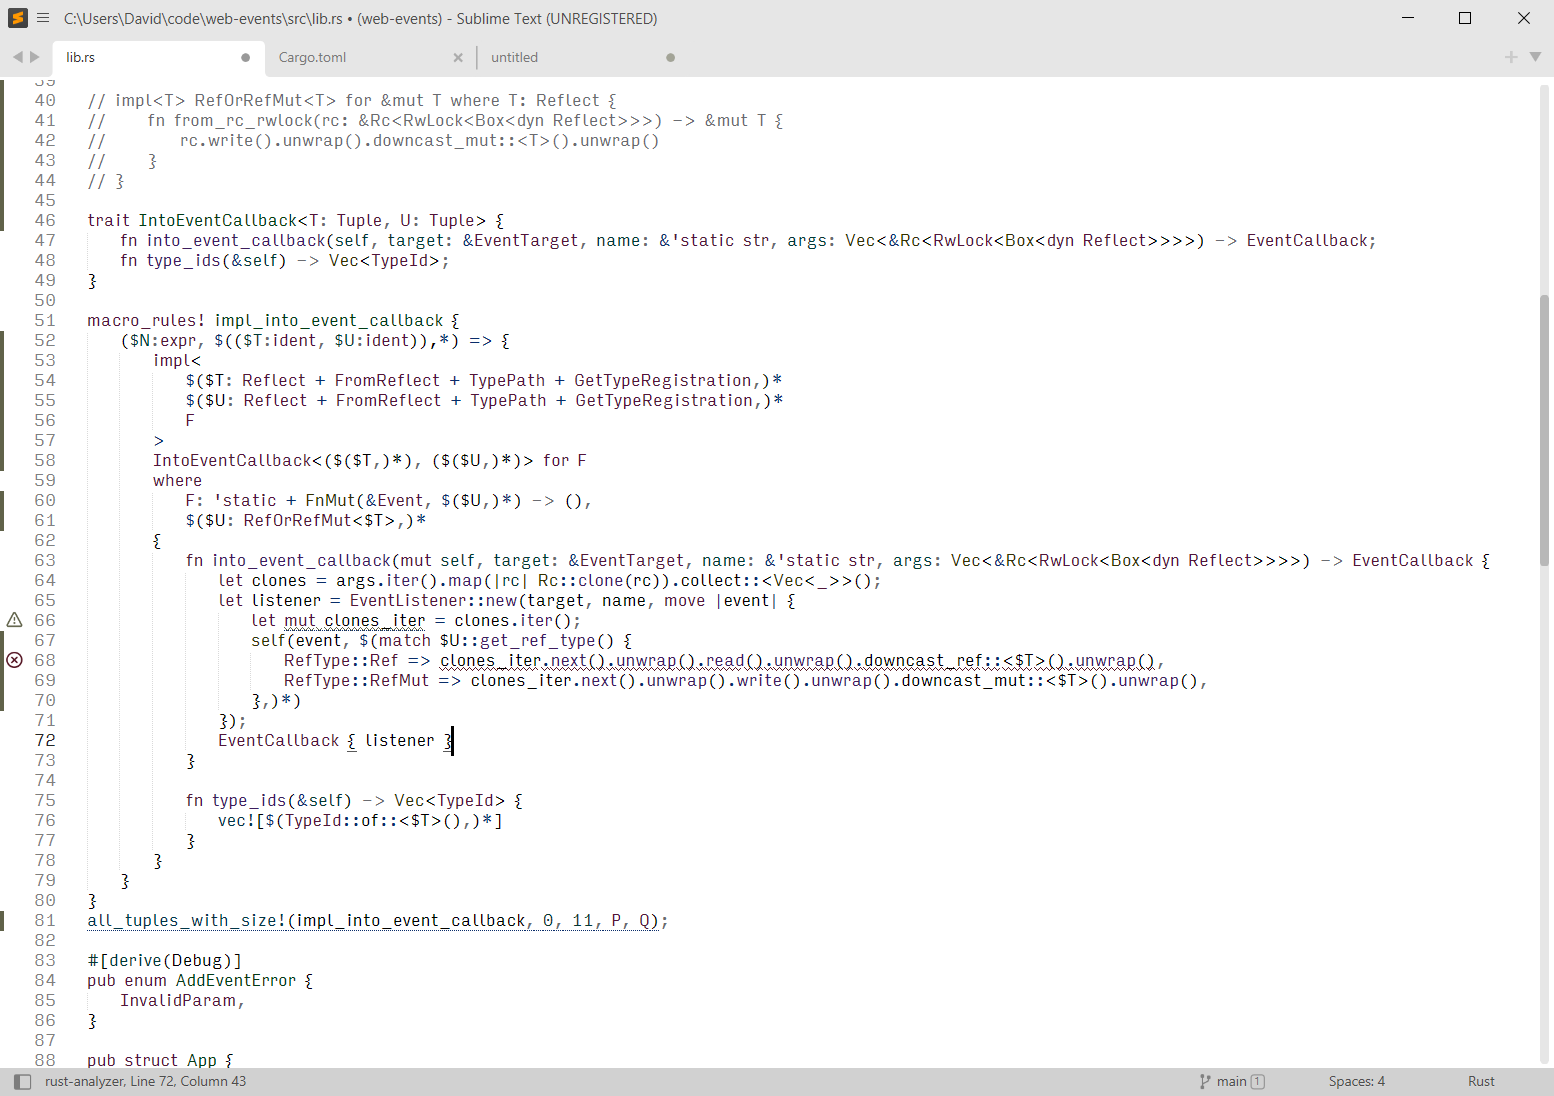 C:\Users\David\code\web-events\src\lib.rs • (web-events) - Sublime Text (UNREGISTERED)
lib.rs Cargo.toml untitled
39
40 // impl<T> RefOrRefMut<T> for &mut T where T: Reflect {
41 //    fn from_rc_rwlock(rc: &Rc<RwLock<Box<dyn Reflect>>>) -> &mut T {
42 //       rc.write().unwrap().downcast_mut::<T>().unwrap()
43 //    }
44 // }
45
46 trait IntoEventCallback<T: Tuple, U: Tuple> {
47    fn into_event_callback(self, target: &EventTarget, name: &'static str, args: Vec<&Rc<RwLock<Box<dyn Reflect>>>>) -> EventCallback;
48    fn type_ids(&self) -> Vec<TypeId>;
49 }
50
51 macro_rules! impl_into_event_callback {
52    ($N:expr, $(($T:ident, $U:ident)),*) => {
53       impl<
54          $($T: Reflect + FromReflect + TypePath + GetTypeRegistration,)*
55          $($U: Reflect + FromReflect + TypePath + GetTypeRegistration,)*
56          F
57       >
58       IntoEventCallback<($($T,)*), ($($U,)*)> for F
59       where
60          F: 'static + FnMut(&Event, $($U,)*) -> (),
61          $($U: RefOrRefMut<$T>,)*
62       {
63          fn into_event_callback(mut self, target: &EventTarget, name: &'static str, args: Vec<&Rc<RwLock<Box<dyn Reflect>>>>) -> EventCallback {
64             let clones = args.iter().map(|rc| Rc::clone(rc)).collect::<Vec<_>>();
65             let listener = EventListener::new(target, name, move |event| {
66                let mut clones_iter = clones.iter();
67                self(event, $(match $U::get_ref_type() {
68                   RefType::Ref => clones_iter.next().unwrap().read().unwrap().downcast_ref::<$T>().unwrap(),
69                   RefType::RefMut => clones_iter.next().unwrap().write().unwrap().downcast_mut::<$T>().unwrap(),
70                },)*)
71             });
72             EventCallback { listener }
73          }
74
75          fn type_ids(&self) -> Vec<TypeId> {
76             vec![$(TypeId::of::<$T>(),)*]
77          }
78       }
79    }
80 }
81 all_tuples_with_size!(impl_into_event_callback, 0, 11, P, Q);
82
83 #[derive(Debug)]
84 pub enum AddEventError {
85    InvalidParam,
86 }
87
88 pub struct App {
rust-analyzer, Line 72, Column 43 main 1 Spaces: 4 Rust